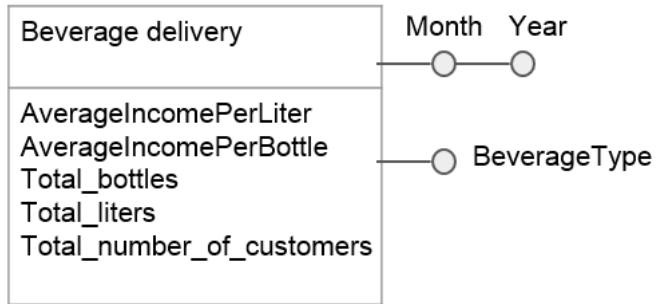 Beverage delivery
Month Year
AverageIncomePerLiter
AverageIncomePerBottle
Total_bottles
Total_liters
Total_number_of_customers
BeverageType